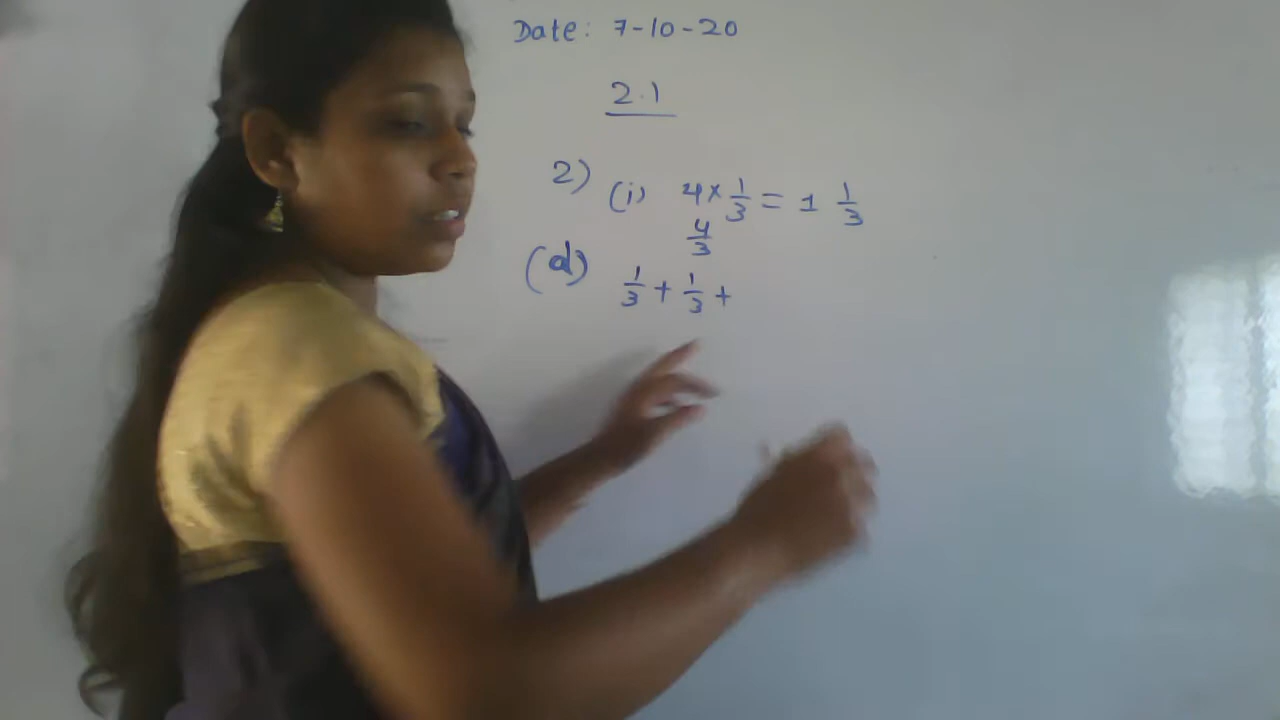 Date: 7-10-20
2.1
2) (i) 4 × 1/3 = 1 1/3
4/3
(d) 1/3 + 1/3 +